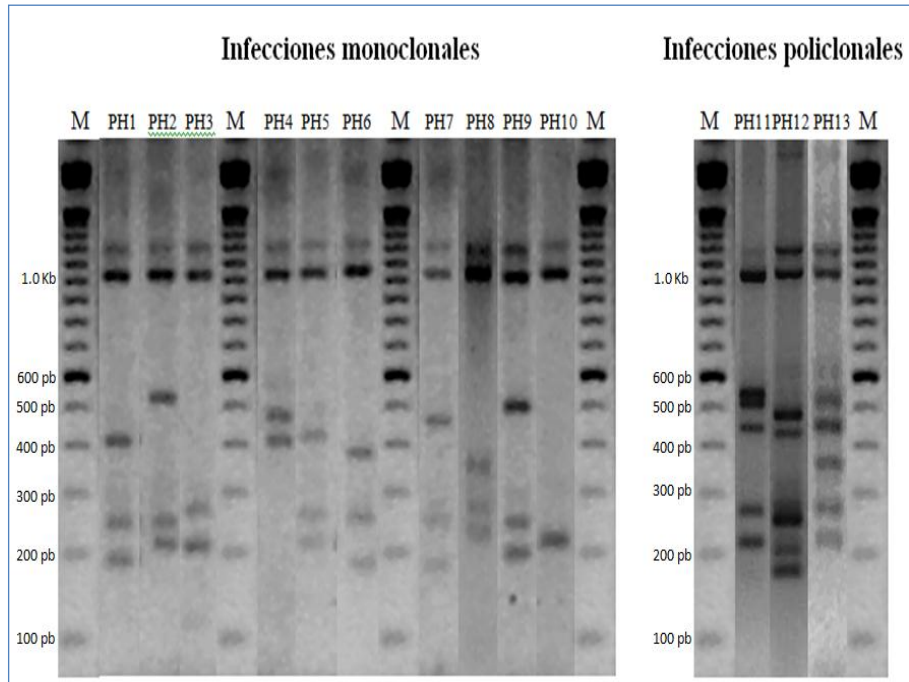 Infecciones monoclonales
Infecciones policlonales
M PH1 PH2 PH3 M PH4 PH5 PH6 M PH7 PH8 PH9 PH10 M
M PH11 PH12 PH13 M
1.0 Kb
600 pb
500 pb
400 pb
300 pb
200 pb
100 pb
1.0 Kb
600 pb
500 pb
400 pb
300 pb
200 pb
100 pb